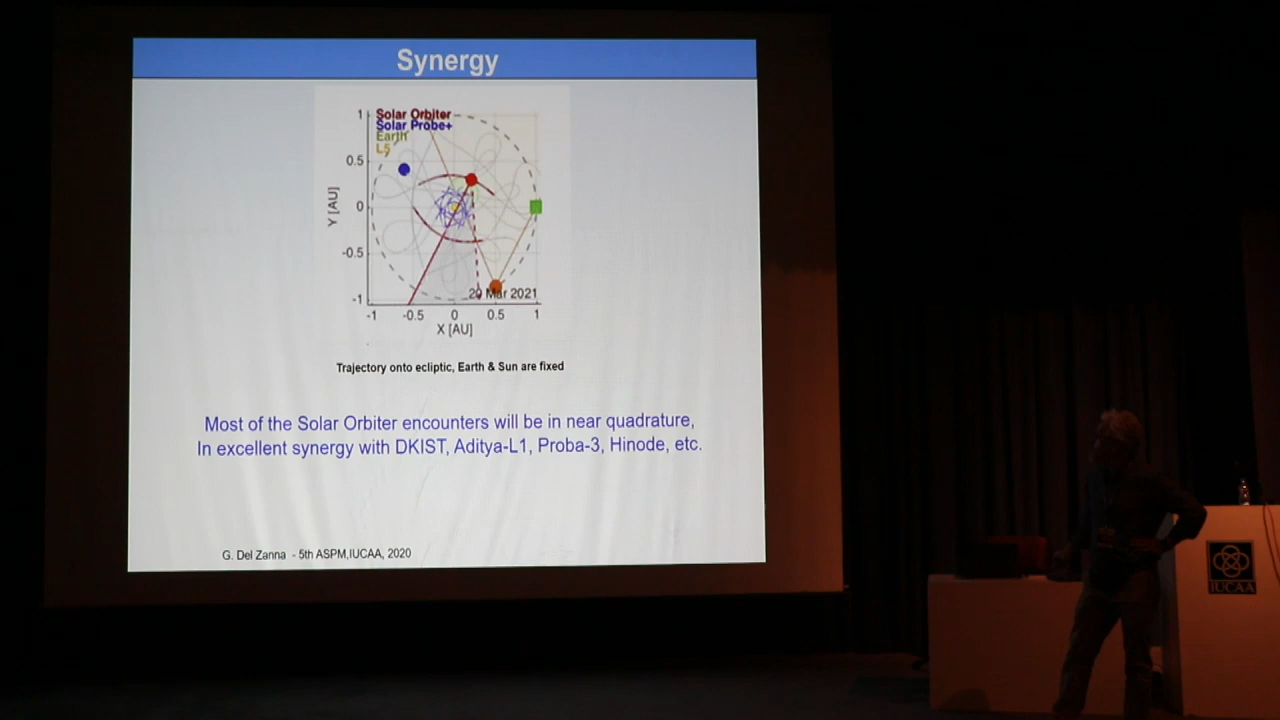 Synergy
Solar Orbiter
Solar Probe+
Earth
L5
1
0.5
0
-0.5
-1
Y [AU]
20 Mar 2021
-1 -0.5 0 0.5 1
X [AU]
Trajectory onto ecliptic, Earth & Sun are fixed
Most of the Solar Orbiter encounters will be in near quadrature,
In excellent synergy with DKIST, Aditya-L1, Proba-3, Hinode, etc.
G. Del Zanna - 5th ASPM,IUCAA, 2020
IUCAA